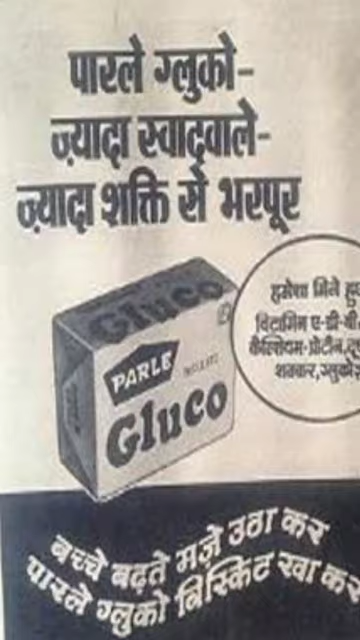 पारले ग्लुको-
ज़्यादा स्वादवाले-
ज़्यादा शक्ति से भरपूर
हमेशा मिले
विटामिन ए-डी-बी
कैल्शियम-प्रोटीन
शक्कर, ग्लुकोज़
Gluco
PARLE
Gluco
बच्चे बढ़ते मज़े उठा कर
पारले ग्लुको बिस्किट खा कर